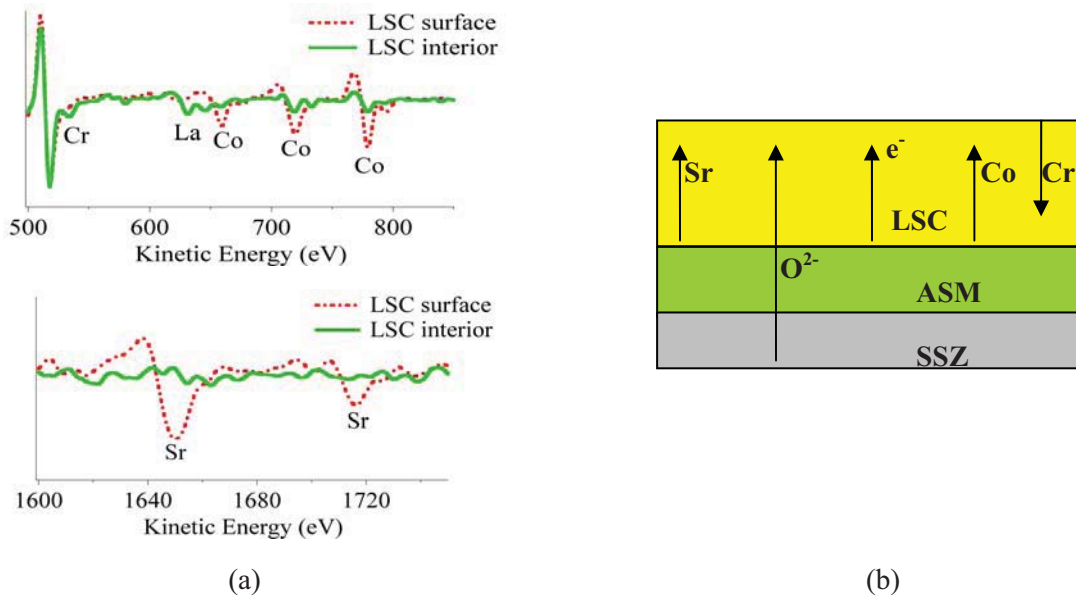 LSC surface
LSC interior
Cr
La
Co
Co
Co
500 600 700 800
Kinetic Energy (eV)
LSC surface
LSC interior
Sr
Sr
1600 1640 1680 1720
Kinetic Energy (eV)
(a)
Sr
e-
Co
Cr
LSC
O2-
ASM
SSZ
(b)